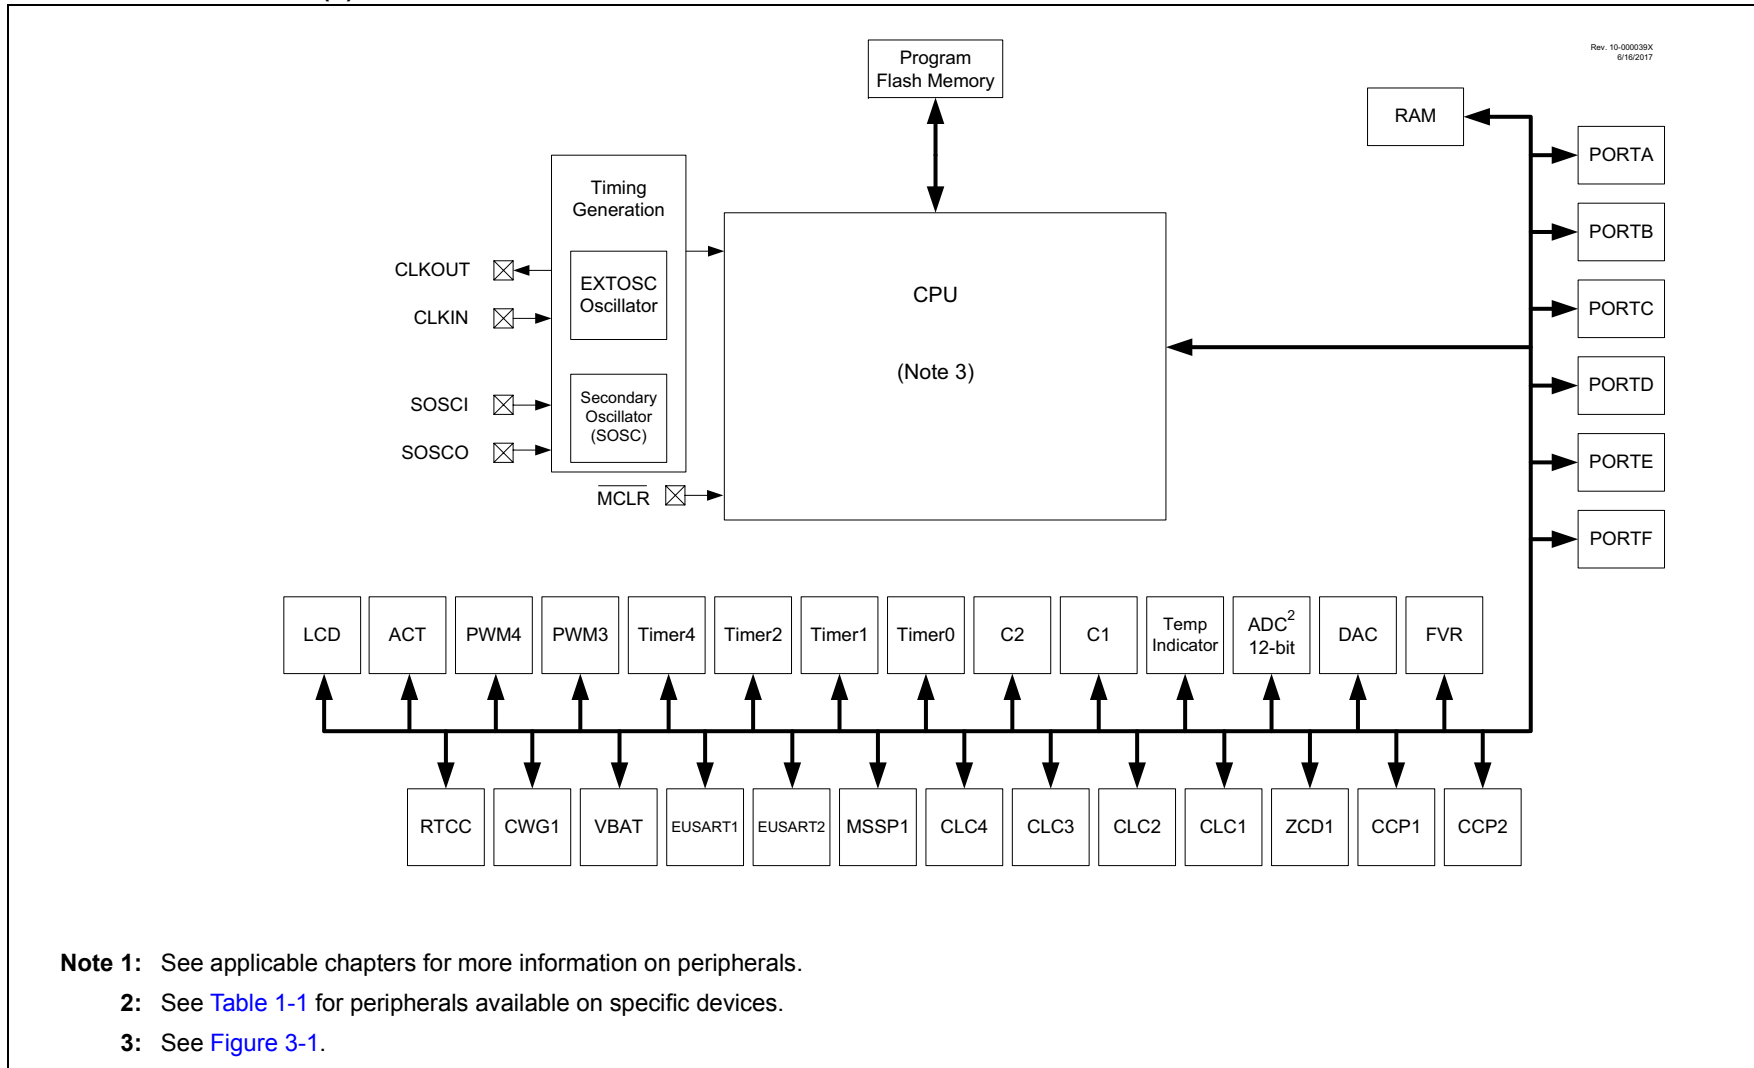 Rev. 10-000039X
6/16/2017
Program
Flash Memory
RAM
PORTA
Timing
Generation
PORTB
CLKOUT
EXTOSC
Oscillator
CLKIN
CPU
PORTC
(Note 3)
PORTD
SOSCI
Secondary
Oscillator
(SOSC)
SOSCO
PORTE
MCLR
PORTF
LCD
ACT
PWM4
PWM3
Timer4
Timer2
Timer1
Timer0
C2
C1
Temp
Indicator
ADC2
12-bit
DAC
FVR
RTCC
CWG1
VBAT
EUSART1
EUSART2
MSSP1
CLC4
CLC3
CLC2
CLC1
ZCD1
CCP1
CCP2
Note 1: See applicable chapters for more information on peripherals.
2: See Table 1-1 for peripherals available on specific devices.
3: See Figure 3-1.